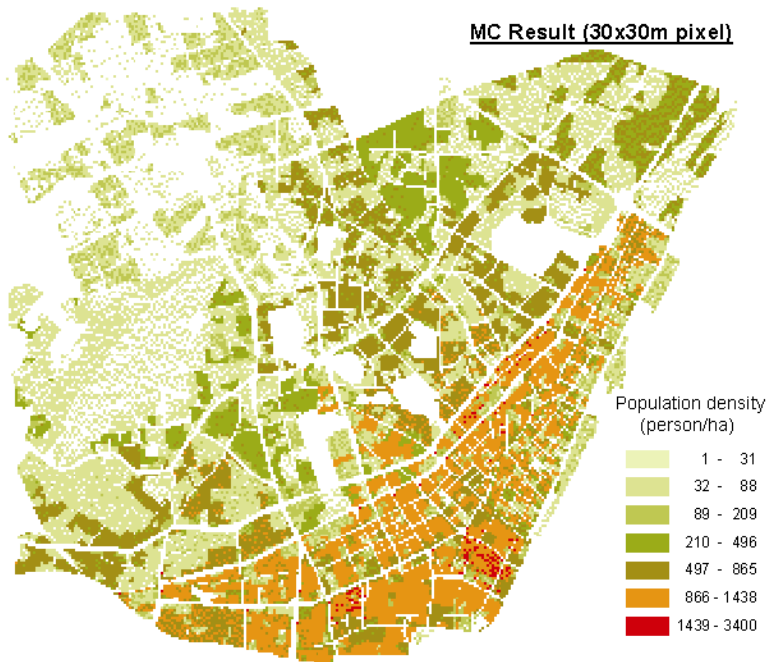 MC Result (30x30m pixel)
Population density
(person/ha)
1 - 31
32 - 88
89 - 209
210 - 496
497 - 865
866 - 1438
1439 - 3400